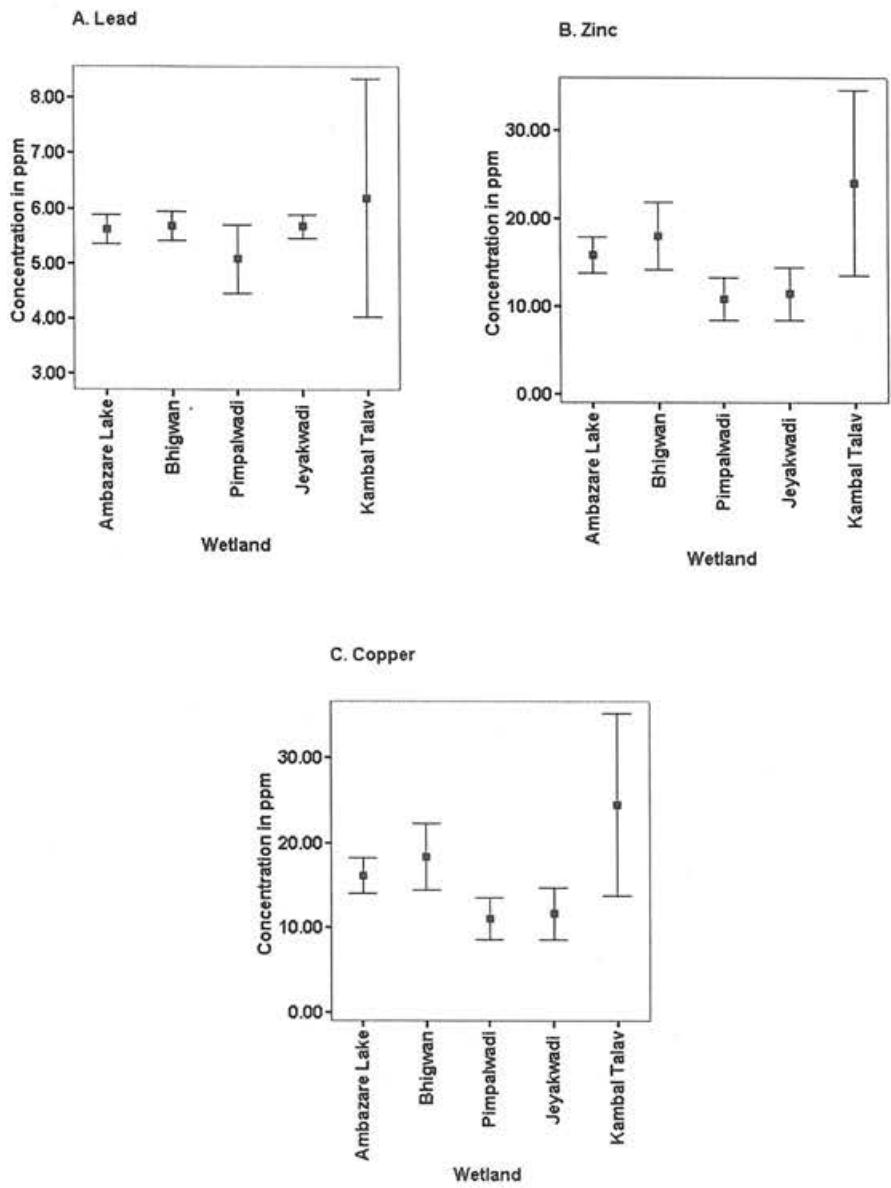 A. Lead
Concentration in ppm
8.00
7.00
6.00
5.00
4.00
3.00
Ambazare Lake
Bhigwan
Pimpalwadi
Jeyakwadi
Kambal Talav
Wetland
B. Zinc
Concentration in ppm
30.00
20.00
10.00
0.00
Ambazare Lake
Bhigwan
Pimpalwadi
Jeyakwadi
Kambal Talav
Wetland
C. Copper
Concentration in ppm
30.00
20.00
10.00
0.00
Ambazare Lake
Bhigwan
Pimpalwadi
Jeyakwadi
Kambal Talav
Wetland